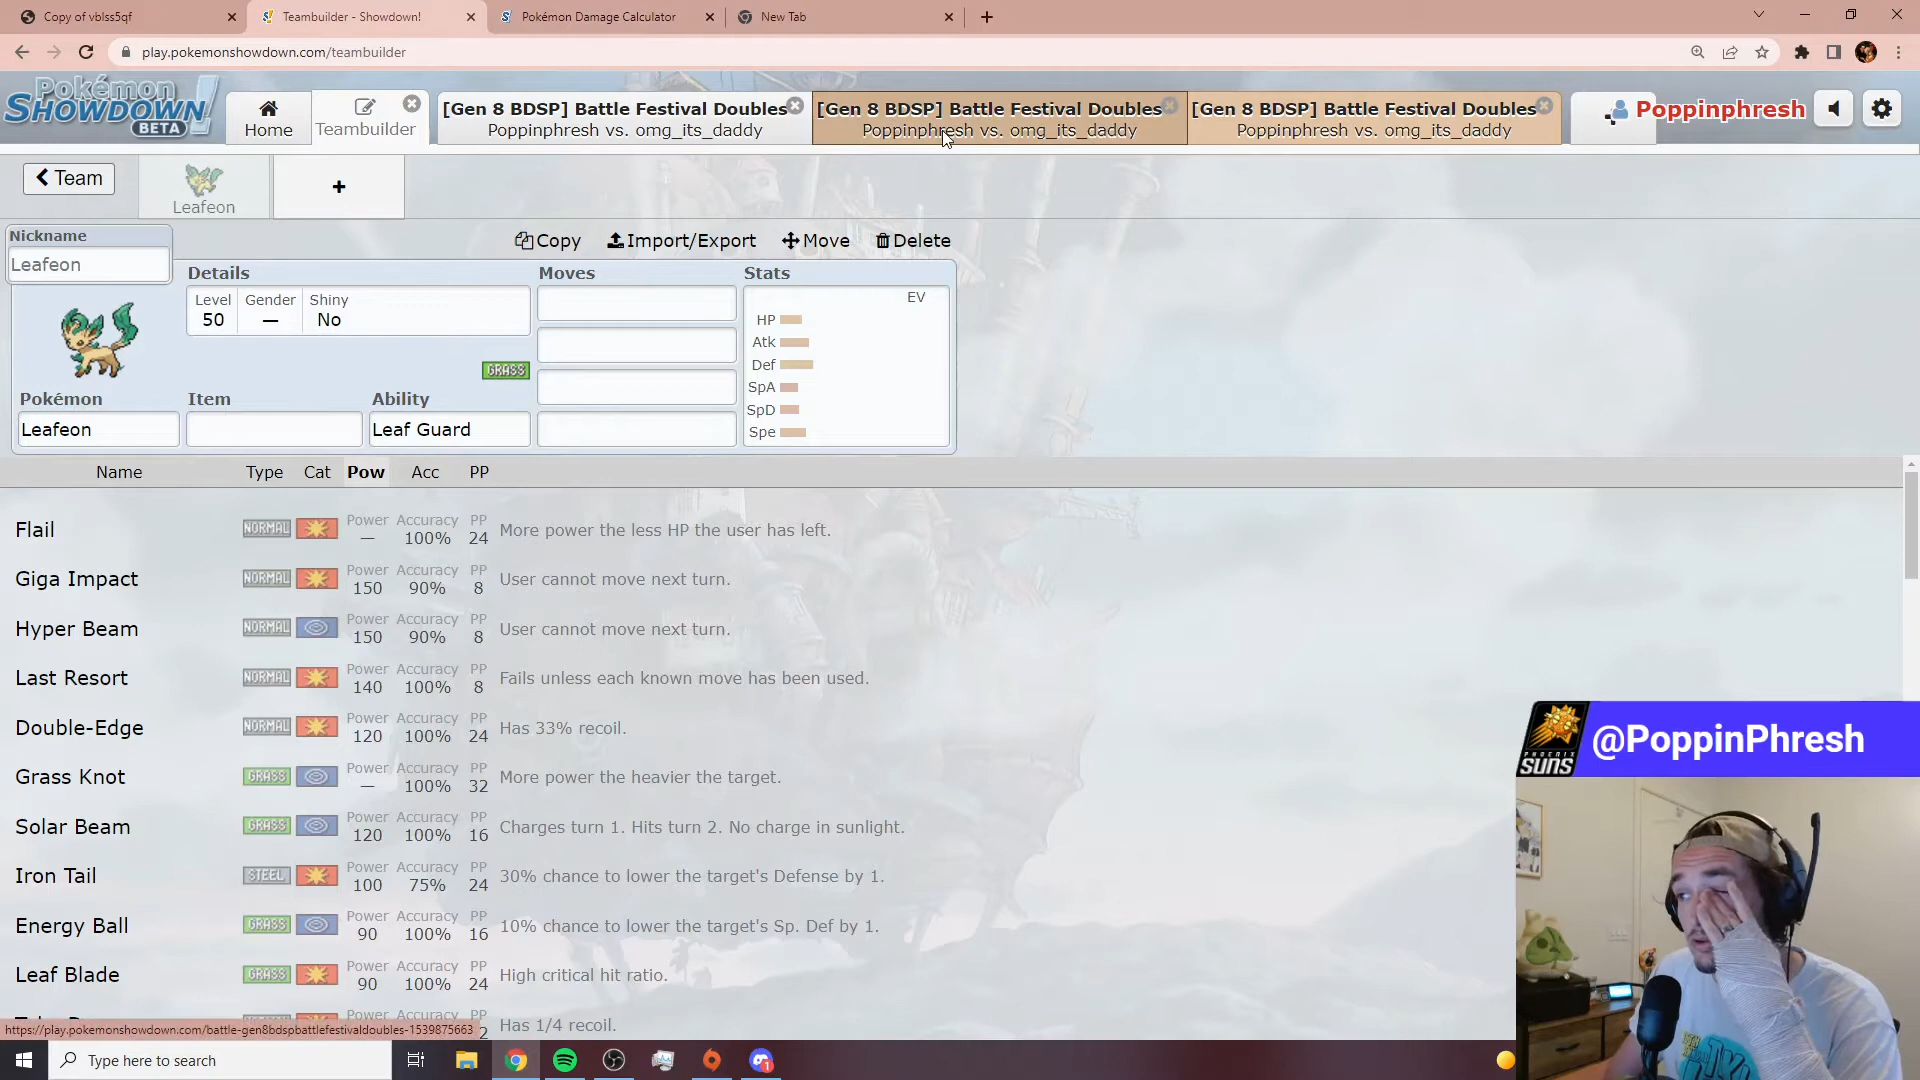 Copy of vblss5qf
Teambuilder - Showdown!
Pokémon Damage Calculator
New Tab
play.pokemonshowdown.com/teambuilder
Pokémon
SHOWDOWN!
BETA
Home
Teambuilder
[Gen 8 BDSP] Battle Festival Doubles
Poppinphresh vs. omg_its_daddy
[Gen 8 BDSP] Battle Festival Doubles
Poppinphresh vs. omg_its_daddy
[Gen 8 BDSP] Battle Festival Doubles
Poppinphresh vs. omg_its_daddy
Poppinphresh
Team
Leafeon
+
Nickname
Leafeon
Copy
Import/Export
Move
Delete
Details
Moves
Stats
Level
50
Gender
—
Shiny
No
EV
HP
Atk
Def
SpA
SpD
Spe
GRASS
Pokémon
Item
Ability
Leafeon
Leaf Guard
Name Type Cat Pow Acc PP
Flail NORMAL Power — Accuracy 100% PP 24 More power the less HP the user has left.
Giga Impact NORMAL Power 150 Accuracy 90% PP 8 User cannot move next turn.
Hyper Beam NORMAL Power 150 Accuracy 90% PP 8 User cannot move next turn.
Last Resort NORMAL Power 140 Accuracy 100% PP 8 Fails unless each known move has been used.
Double-Edge NORMAL Power 120 Accuracy 100% PP 24 Has 33% recoil.
Grass Knot GRASS Power — Accuracy 100% PP 32 More power the heavier the target.
Solar Beam GRASS Power 120 Accuracy 100% PP 16 Charges turn 1. Hits turn 2. No charge in sunlight.
Iron Tail STEEL Power 100 Accuracy 75% PP 24 30% chance to lower the target's Defense by 1.
Energy Ball GRASS Power 90 Accuracy 100% PP 16 10% chance to lower the target's Sp. Def by 1.
Leaf Blade GRASS Power 90 Accuracy 100% PP 24 High critical hit ratio.
Power Accuracy PP
2 Has 1/4 recoil.
https://play.pokemonshowdown.com/battle-gen8bdspbattlefestivaldoubles-1539875663
PHOENIX
SUNS
@PoppinPhresh
Type here to search
1